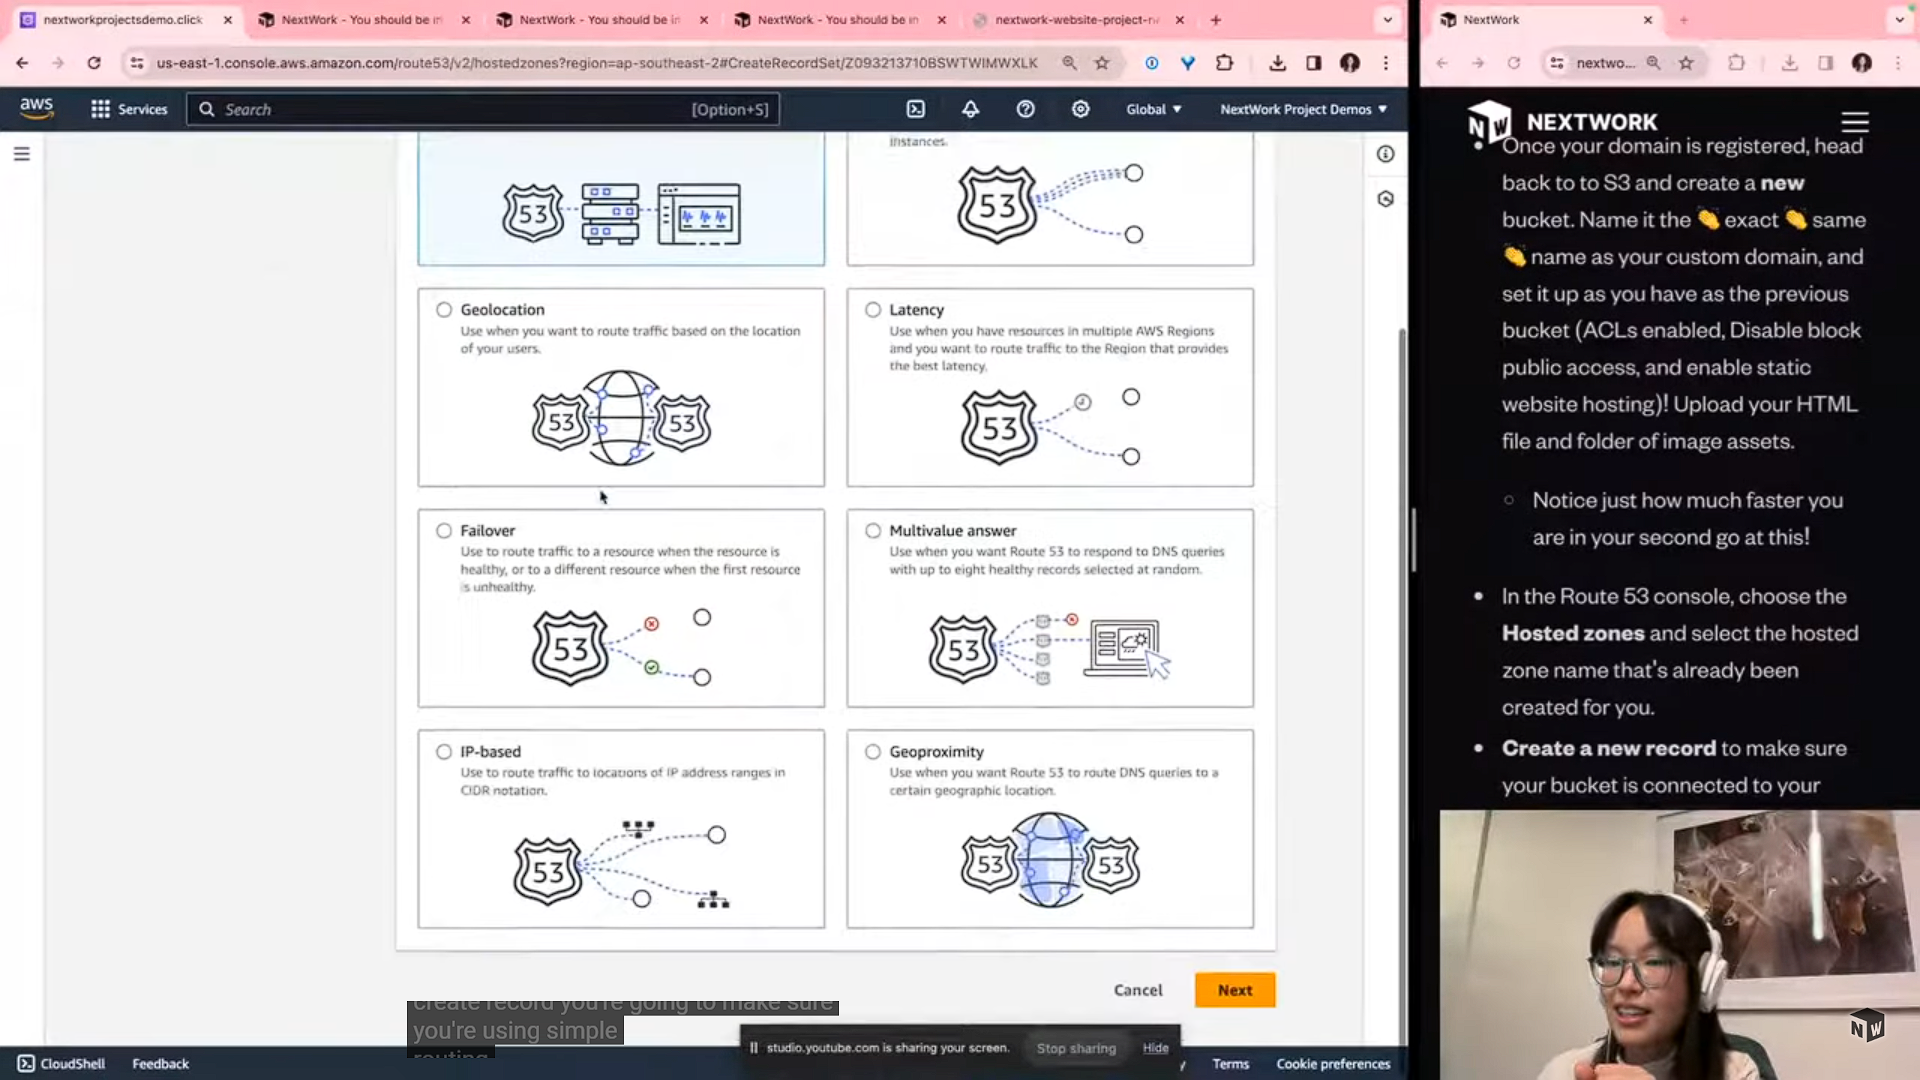 nextworkprojectsdemo.click
NextWork - You should be in
NextWork - You should be in
NextWork - You should be in
nextwork-website-project-n
us-east-1.console.aws.amazon.com/route53/v2/hostedzones?region=ap-southeast-2#CreateRecordSet/Z093213710BSWTWIMWXLK
aws
Services
Search
[Option+S]
Global
NextWork Project Demos
instances.
53
53
Geolocation
Use when you want to route traffic based on the location
of your users.
53
53
Latency
Use when you have resources in multiple AWS Regions
and you want to route traffic to the Region that provides
the best latency.
53
Failover
Use to route traffic to a resource when the resource is
healthy, or to a different resource when the first resource
is unhealthy.
53
Multivalue answer
Use when you want Route 53 to respond to DNS queries
with up to eight healthy records selected at random.
53
IP-based
Use to route traffic to locations of IP address ranges in
CIDR notation.
53
Geoproximity
Use when you want Route 53 to route DNS queries to a
certain geographic location.
53
53
Cancel
Next
create record you're going to make sure
you're using simple
routing
studio.youtube.com is sharing your screen.
Stop sharing
Hide
CloudShell
Feedback
y
Terms
Cookie preferences
NextWork
nextwo...
NW
NEXTWORK
• Once your domain is registered, head
back to to S3 and create a new
bucket. Name it the 👏 exact 👏 same
👏 name as your custom domain, and
set it up as you have as the previous
bucket (ACLs enabled, Disable block
public access, and enable static
website hosting)! Upload your HTML
file and folder of image assets.
○ Notice just how much faster you
are in your second go at this!
• In the Route 53 console, choose the
Hosted zones and select the hosted
zone name that's already been
created for you.
• Create a new record to make sure
your bucket is connected to your
NW